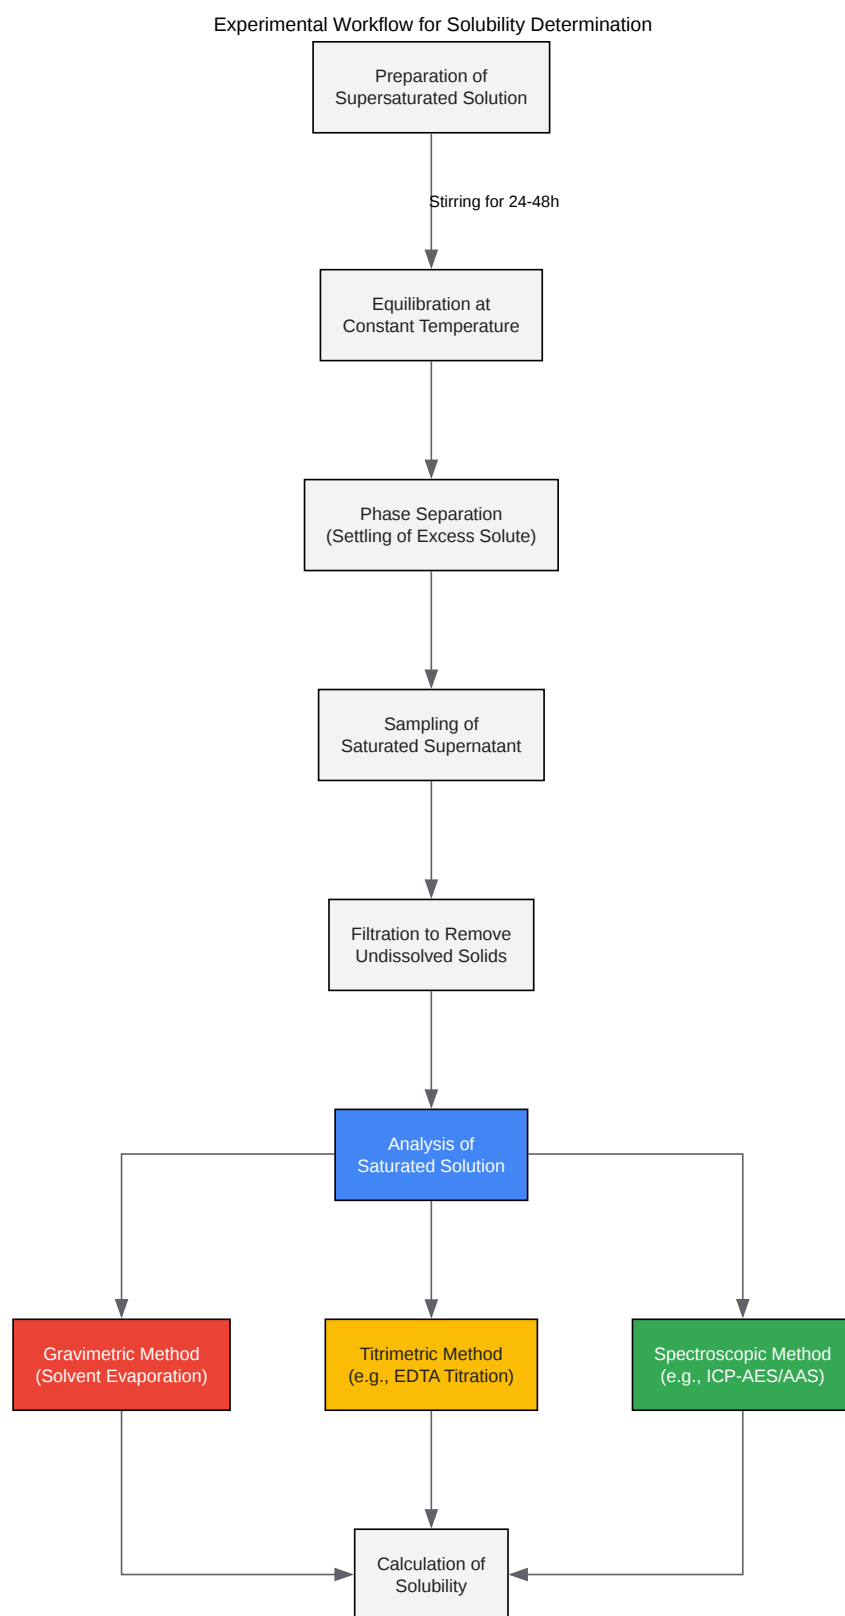 Experimental Workflow for Solubility Determination
Preparation of
Supersaturated Solution
Stirring for 24-48h
Equilibration at
Constant Temperature
Phase Separation
(Settling of Excess Solute)
Sampling of
Saturated Supernatant
Filtration to Remove
Undissolved Solids
Analysis of
Saturated Solution
Gravimetric Method
(Solvent Evaporation)
Titrimetric Method
(e.g., EDTA Titration)
Spectroscopic Method
(e.g., ICP-AES/AAS)
Calculation of
Solubility